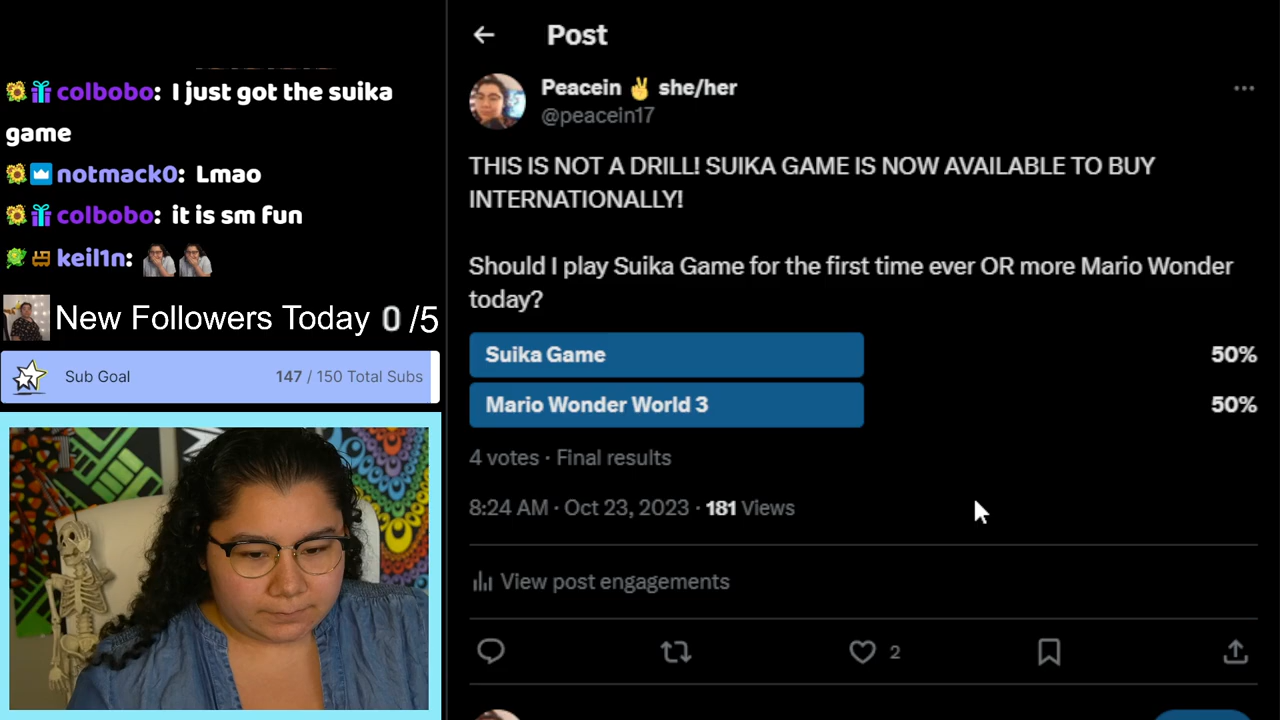 colbobo: I just got the suika
game
notmack0: Lmao
colbobo: it is sm fun
keil1n:
New Followers Today 0 /5
Sub Goal 147 / 150 Total Subs
Post
Peacein ✌ she/her
@peacein17
THIS IS NOT A DRILL! SUIKA GAME IS NOW AVAILABLE TO BUY
INTERNATIONALLY!
Should I play Suika Game for the first time ever OR more Mario Wonder
today?
Suika Game 50%
Mario Wonder World 3 50%
4 votes · Final results
8:24 AM · Oct 23, 2023 · 181 Views
View post engagements
2